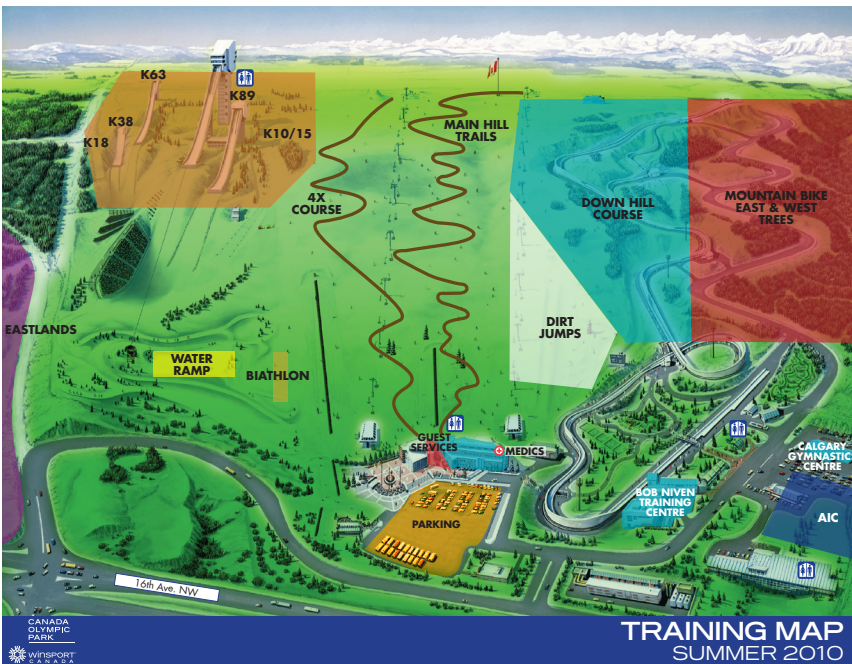 K63
K89
K38
K18
K10/15
MAIN HILL
TRAILS
4X
COURSE
DOWN HILL
COURSE
MOUNTAIN BIKE
EAST & WEST
TREES
EASTLANDS
DIRT
JUMPS
WATER
RAMP
BIATHLON
GUEST
SERVICES
MEDICS
CALGARY
GYMNASTIC
CENTRE
BOB NIVEN
TRAINING
CENTRE
AIC
PARKING
16th Ave. NW
CANADA
OLYMPIC
PARK
WINSPORT
CANADA
TRAINING MAP
SUMMER 2010